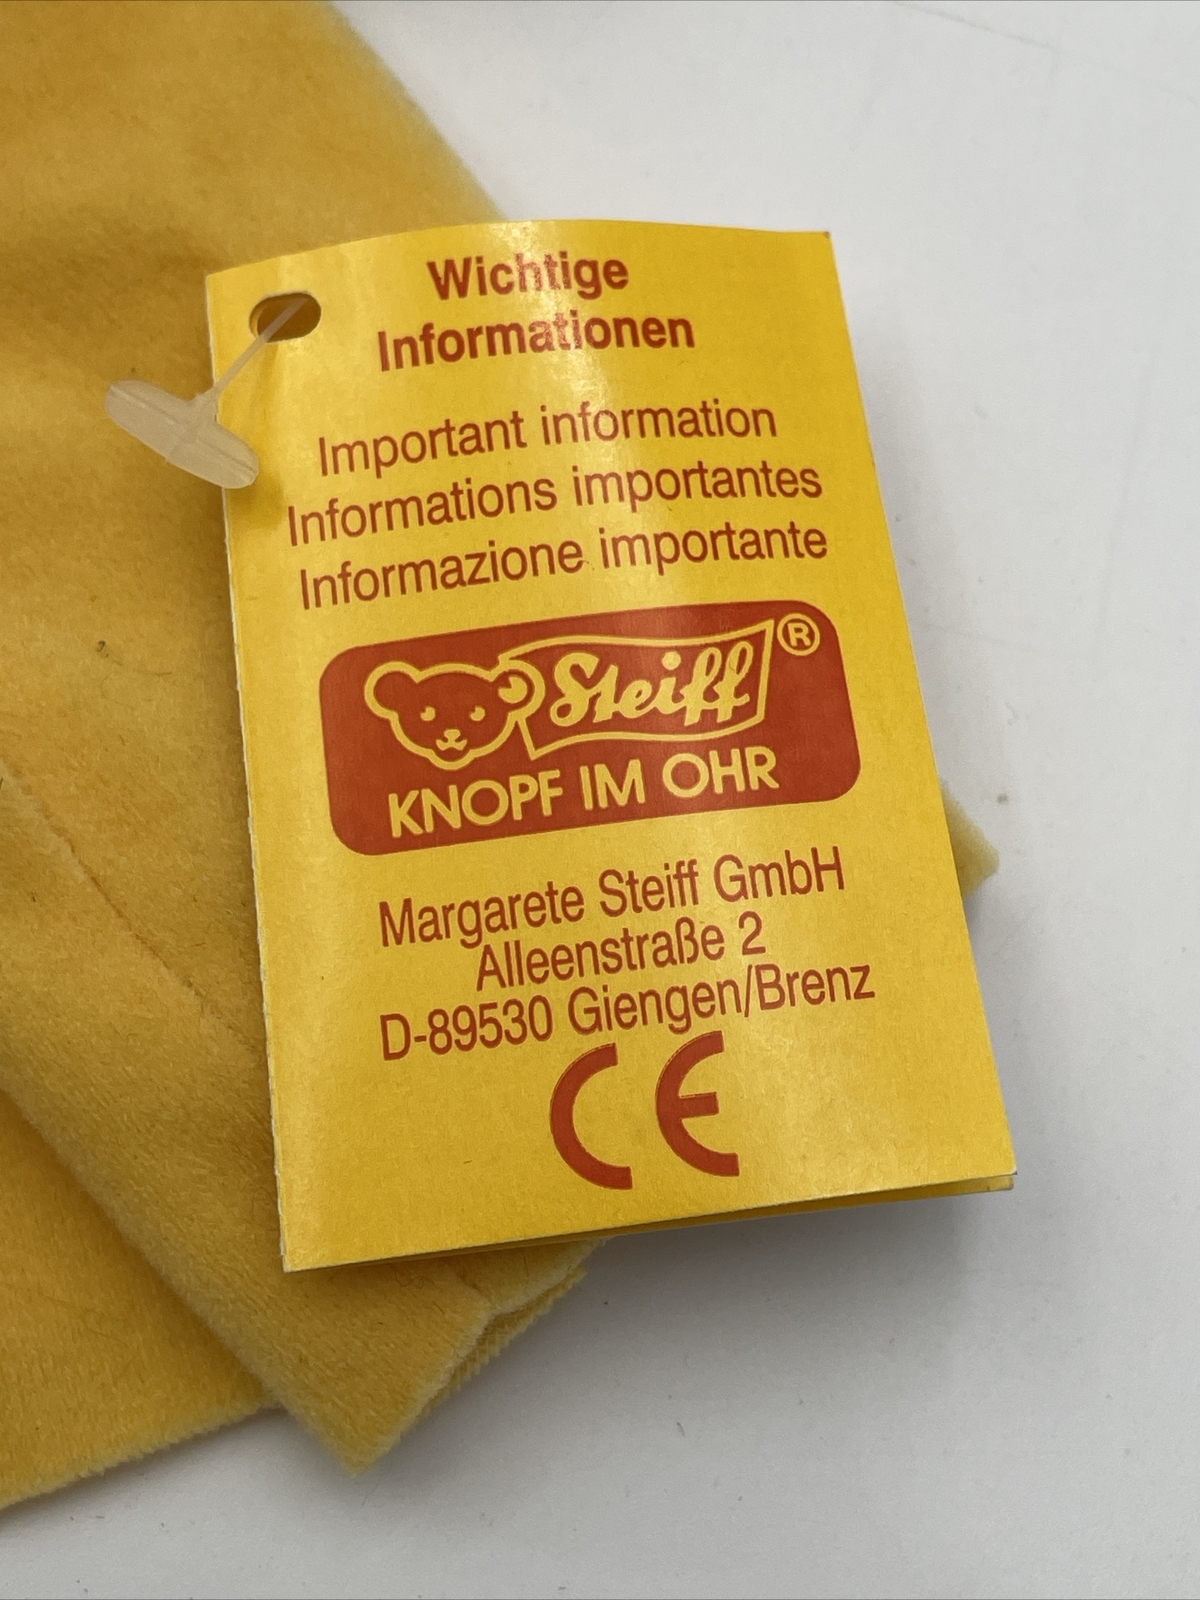 Wichtige
Informationen
Important information
Informations importantes
Informazione importante
Steiff®
KNOPF IM OHR
Margarete Steiff GmbH
Alleenstraße 2
D-89530 Giengen/Brenz
CE